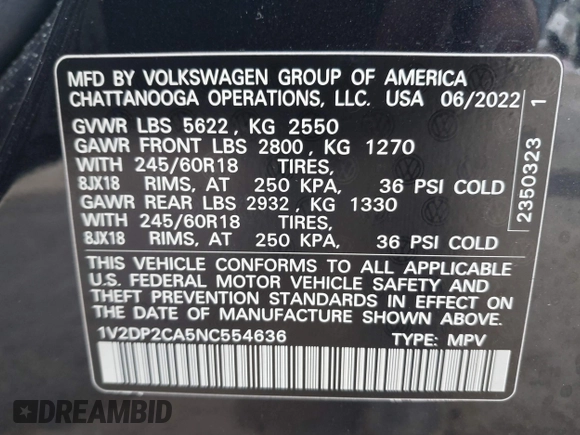 MFD BY VOLKSWAGEN GROUP OF AMERICA
CHATTANOOGA OPERATIONS, LLC. USA 06/2022
GVWR LBS 5622, KG 2550
GAWR FRONT LBS 2800, KG 1270
WITH 245/60R18 TIRES,
8JX18 RIMS, AT 250 KPA, 36 PSI COLD
GAWR REAR LBS 2932, KG 1330
WITH 245/60R18 TIRES,
8JX18 RIMS, AT 250 KPA, 36 PSI COLD
THIS VEHICLE CONFORMS TO ALL APPLICABLE
U.S. FEDERAL MOTOR VEHICLE SAFETY AND
THEFT PREVENTION STANDARDS IN EFFECT ON
THE DATE OF MANUFACTURE SHOWN ABOVE.
1V2DP2CA5NC554636 TYPE: MPV
2350323 1
DREAMBID